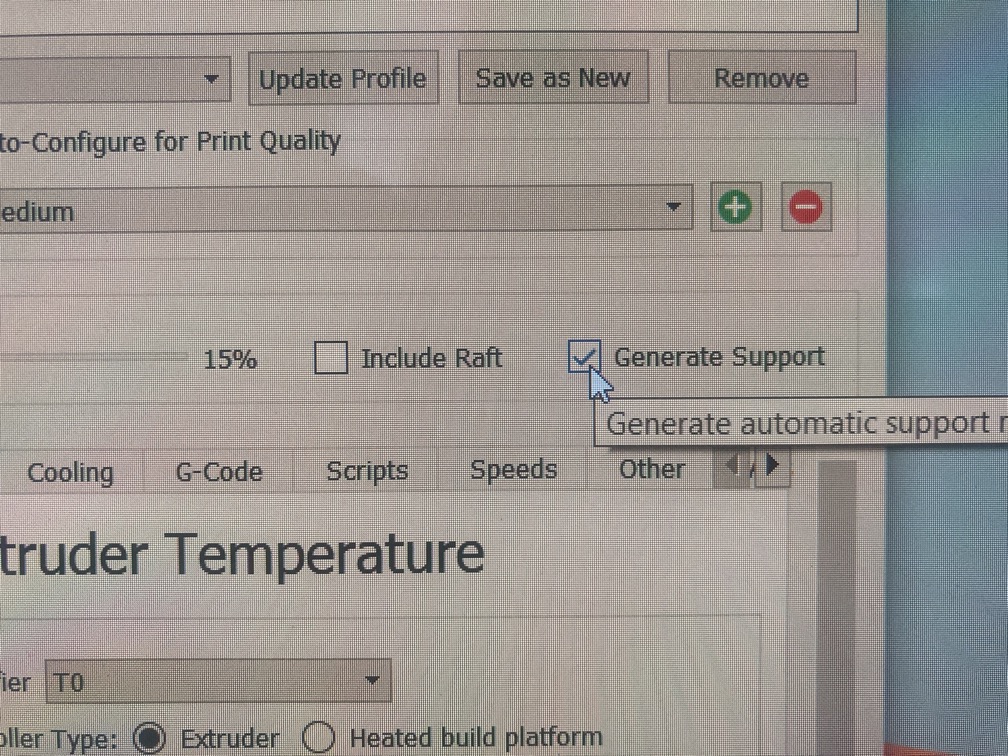 Update Profile Save as New Remove
to-Configure for Print Quality
edium
15% Include Raft Generate Support
Generate automatic support
Cooling G-Code Scripts Speeds Other
truder Temperature
ier T0
oller Type: Extruder Heated build platform